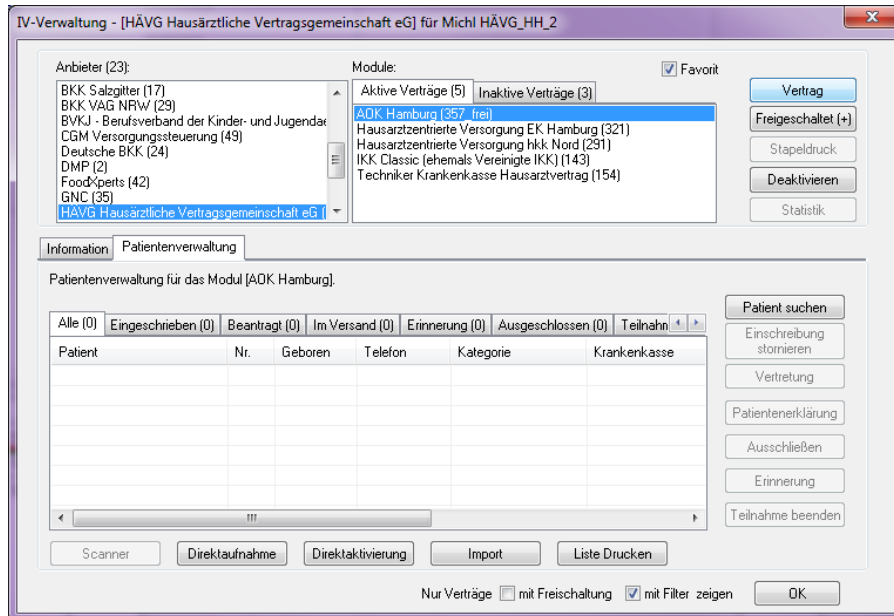 IV-Verwaltung - [HÄVG Hausärztliche Vertragsgemeinschaft eG] für Michl HÄVG_HH_2
Anbieter (23):
BKK Salzgitter (17)
BKK VAG NRW (29)
BVKJ - Berufsverband der Kinder- und Jugendae
CGM Versorgungssteuerung (49)
Deutsche BKK (24)
DMP (2)
FoodXperts (42)
GNC (35)
HÄVG Hausärztliche Vertragsgemeinschaft eG (
Module:
Favorit
Aktive Verträge (5)
Inaktive Verträge (3)
AOK Hamburg (357_frei)
Hausarztzentrierte Versorgung EK Hamburg (321)
Hausarztzentrierte Versorgung hkk Nord (291)
IKK Classic (ehemals Vereinigte IKK) (143)
Techniker Krankenkasse Hausarztvertrag (154)
Vertrag
Freigeschaltet (+)
Stapeldruck
Deaktivieren
Statistik
Information
Patientenverwaltung
Patientenverwaltung für das Modul [AOK Hamburg].
Alle (0)
Eingeschrieben (0)
Beantragt (0)
Im Versand (0)
Erinnerung (0)
Ausgeschlossen (0)
Teilnahm
Patient
Nr.
Geboren
Telefon
Kategorie
Krankenkasse
Patient suchen
Einschreibung
stornieren
Vertretung
Patientenerklärung
Ausschließen
Erinnerung
Teilnahme beenden
Scanner
Direktaufnahme
Direktaktivierung
Import
Liste Drucken
Nur Verträge
mit Freischaltung
mit Filter zeigen
OK